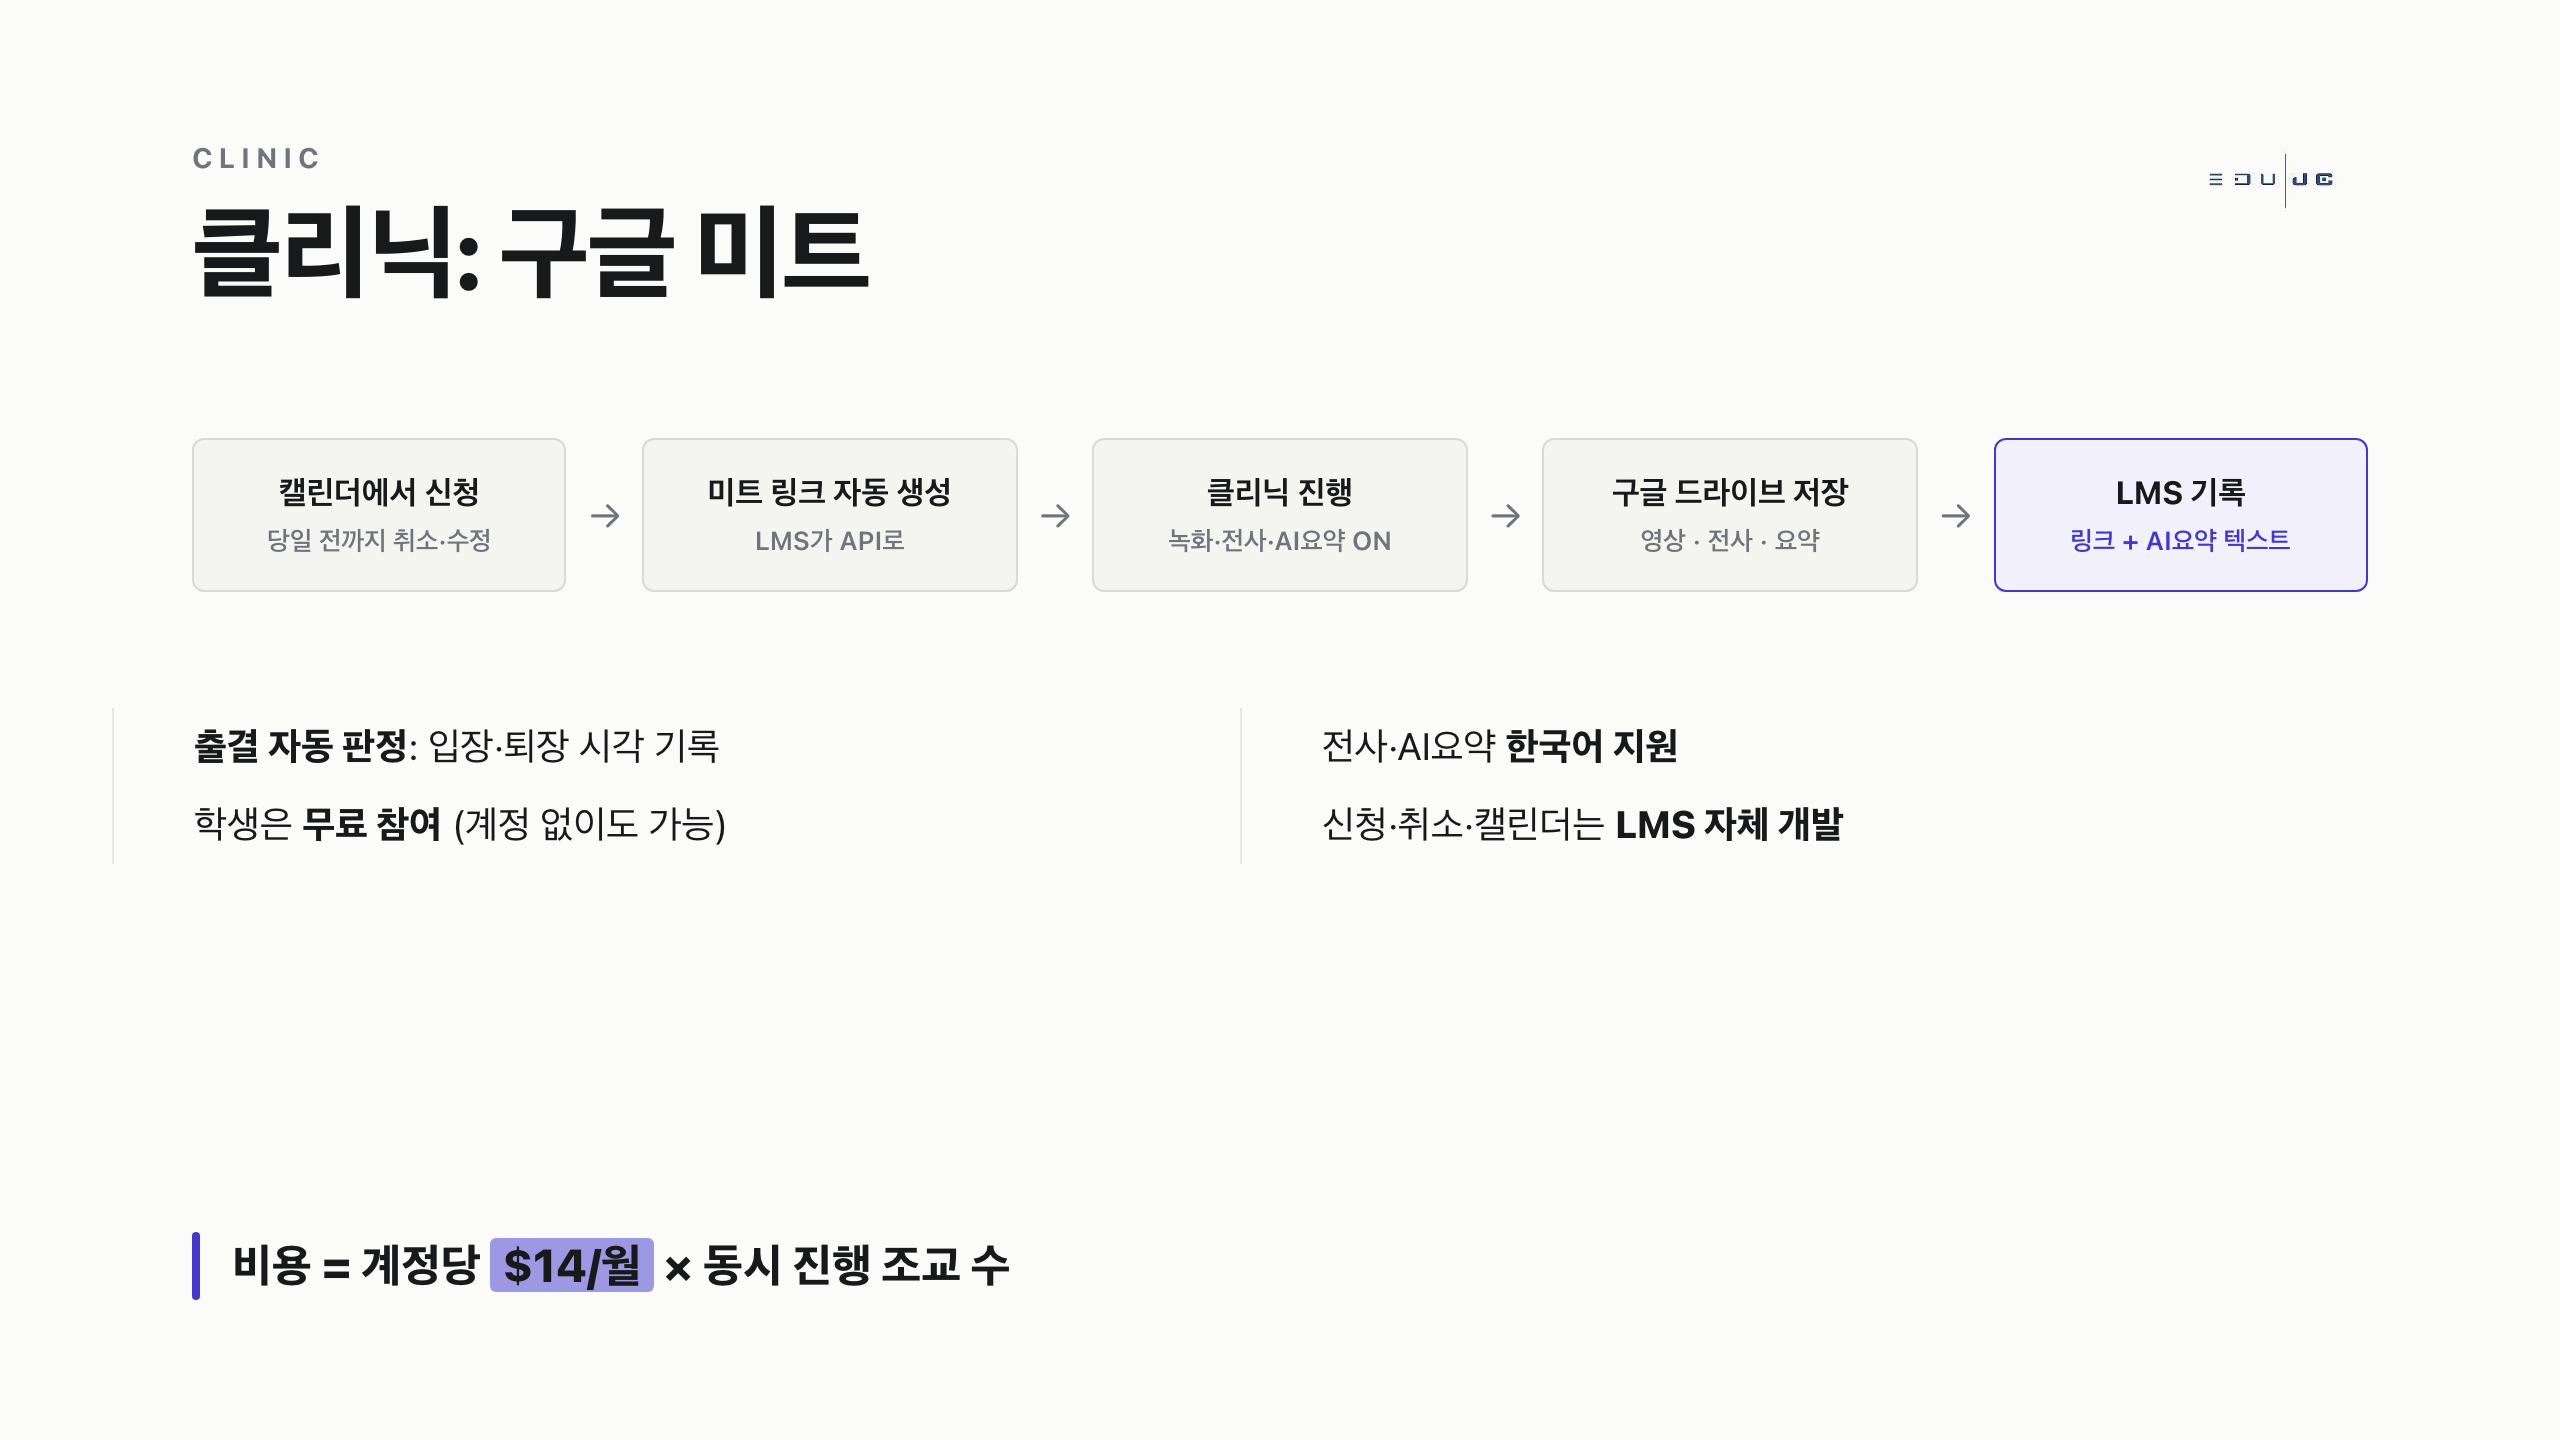 CLINIC
클리닉: 구글 미트
EDU JC
캘린더에서 신청
당일 전까지 취소·수정
→
미트 링크 자동 생성
LMS가 API로
→
클리닉 진행
녹화·전사·AI요약 ON
→
구글 드라이브 저장
영상 · 전사 · 요약
→
LMS 기록
링크 + AI요약 텍스트
출결 자동 판정: 입장·퇴장 시각 기록
학생은 무료 참여 (계정 없이도 가능)
전사·AI요약 한국어 지원
신청·취소·캘린더는 LMS 자체 개발
비용 = 계정당 $14/월 × 동시 진행 조교 수